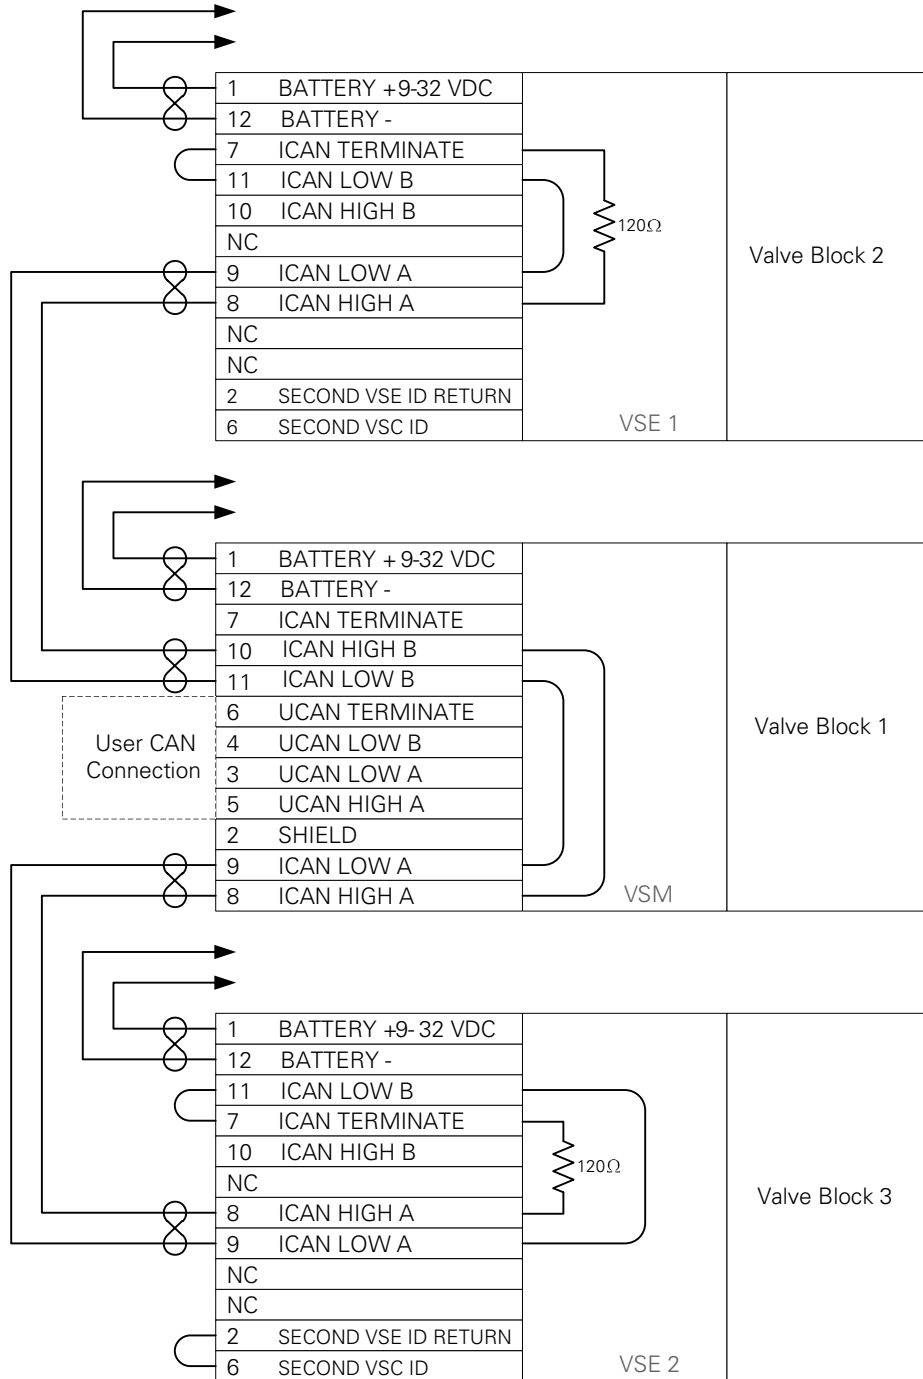 1 BATTERY +9-32 VDC
12 BATTERY -
7 ICAN TERMINATE
11 ICAN LOW B
10 ICAN HIGH B
120Ω
NC
Valve Block 2
9 ICAN LOW A
8 ICAN HIGH A
NC
NC
2 SECOND VSE ID RETURN
6 SECOND VSC ID
VSE 1
1 BATTERY + 9-32 VDC
12 BATTERY -
7 ICAN TERMINATE
10 ICAN HIGH B
11 ICAN LOW B
6 UCAN TERMINATE
Valve Block 1
User CAN
Connection
4 UCAN LOW B
3 UCAN LOW A
5 UCAN HIGH A
2 SHIELD
9 ICAN LOW A
8 ICAN HIGH A
VSM
1 BATTERY +9- 32 VDC
12 BATTERY -
11 ICAN LOW B
7 ICAN TERMINATE
10 ICAN HIGH B
120Ω
NC
Valve Block 3
8 ICAN HIGH A
9 ICAN LOW A
NC
NC
2 SECOND VSE ID RETURN
6 SECOND VSC ID
VSE 2